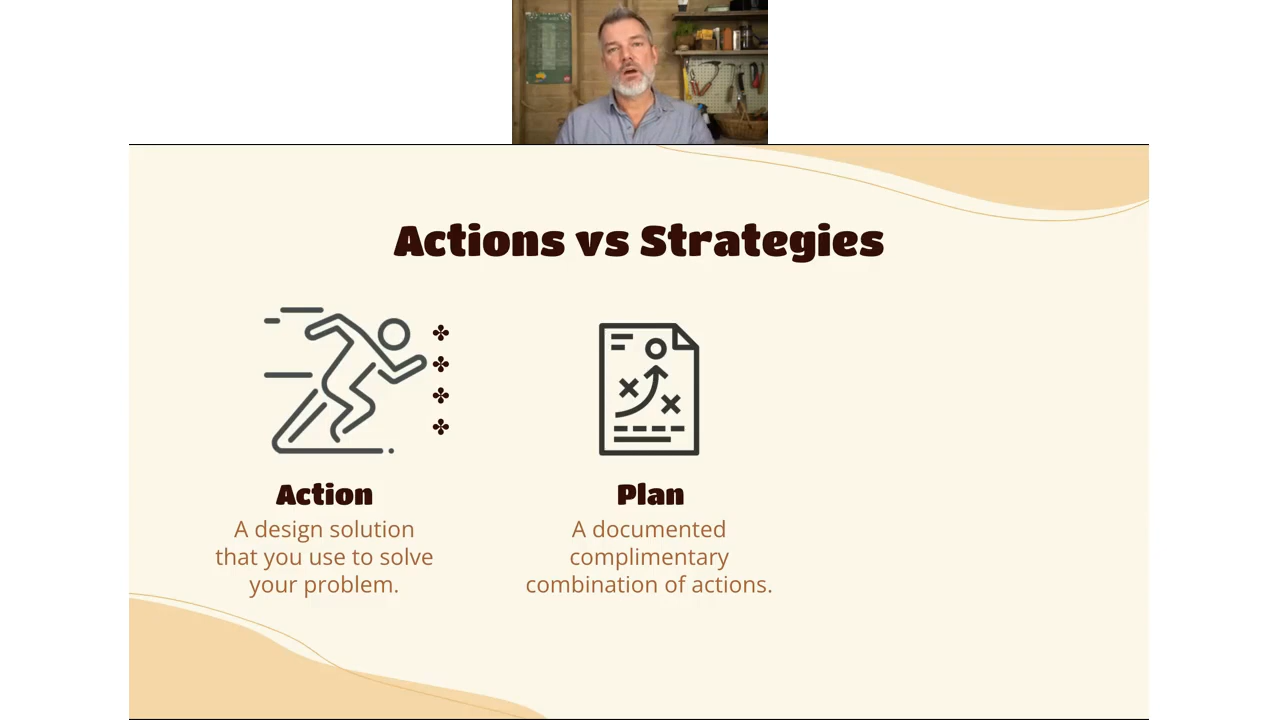 Actions vs Strategies
Action
A design solution
that you use to solve
your problem.
Plan
A documented
complimentary
combination of actions.